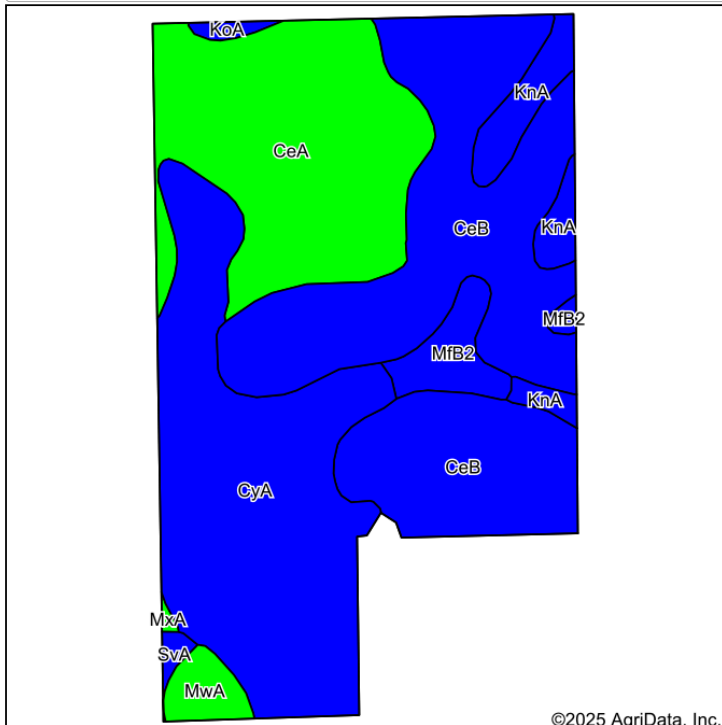 KoA
KnA
CeA
CeB
KnA
MfB2
MfB2
KnA
CeB
CyA
MxA
SvA
MwA
©2025 AgriData, Inc.